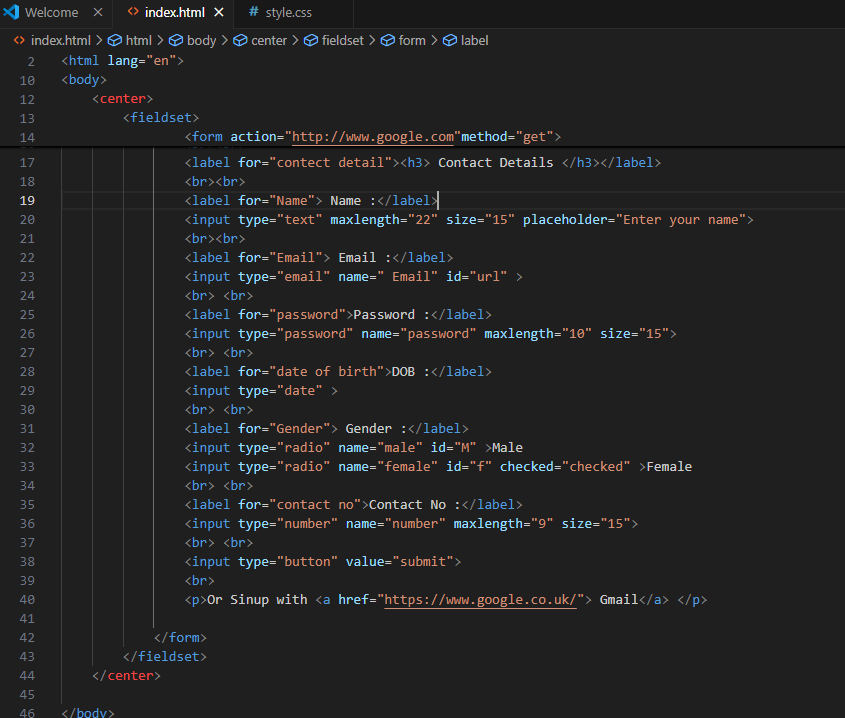 Welcome × <> index.html × # style.css
<> index.html > html > body > center > fieldset > form > label
2 <html lang="en">
10 <body>
12 <center>
13 <fieldset>
14 <form action="http://www.google.com"method="get">
17 <label for="contect detail"><h3> Contact Details </h3></label>
18 <br><br>
19 <label for="Name"> Name :</label>
20 <input type="text" maxlength="22" size="15" placeholder="Enter your name">
21 <br><br>
22 <label for="Email"> Email :</label>
23 <input type="email" name=" Email" id="url" >
24 <br> <br>
25 <label for="password">Password :</label>
26 <input type="password" name="password" maxlength="10" size="15">
27 <br> <br>
28 <label for="date of birth">DOB :</label>
29 <input type="date" >
30 <br> <br>
31 <label for="Gender"> Gender :</label>
32 <input type="radio" name="male" id="M" >Male
33 <input type="radio" name="female" id="f" checked="checked" >Female
34 <br> <br>
35 <label for="contact no">Contact No :</label>
36 <input type="number" name="number" maxlength="9" size="15">
37 <br> <br>
38 <input type="button" value="submit">
39 <br>
40 <p>Or Sinup with <a href="https://www.google.co.uk/"> Gmail</a> </p>
41
42 </form>
43 </fieldset>
44 </center>
45
46 </body>